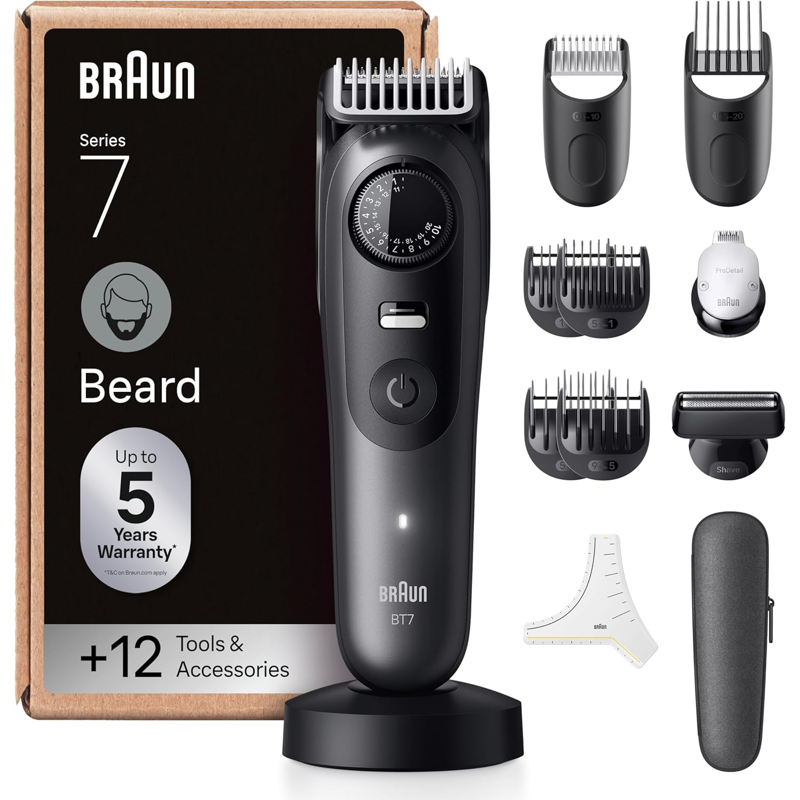 BRAUN
Series
7
Beard
Up to
5
Years
Warranty*
*T&C on Braun.com apply
+12 Tools &
Accessories
BRAUN
BT7
ProDetail
BRAUN
Shave
BRAUN